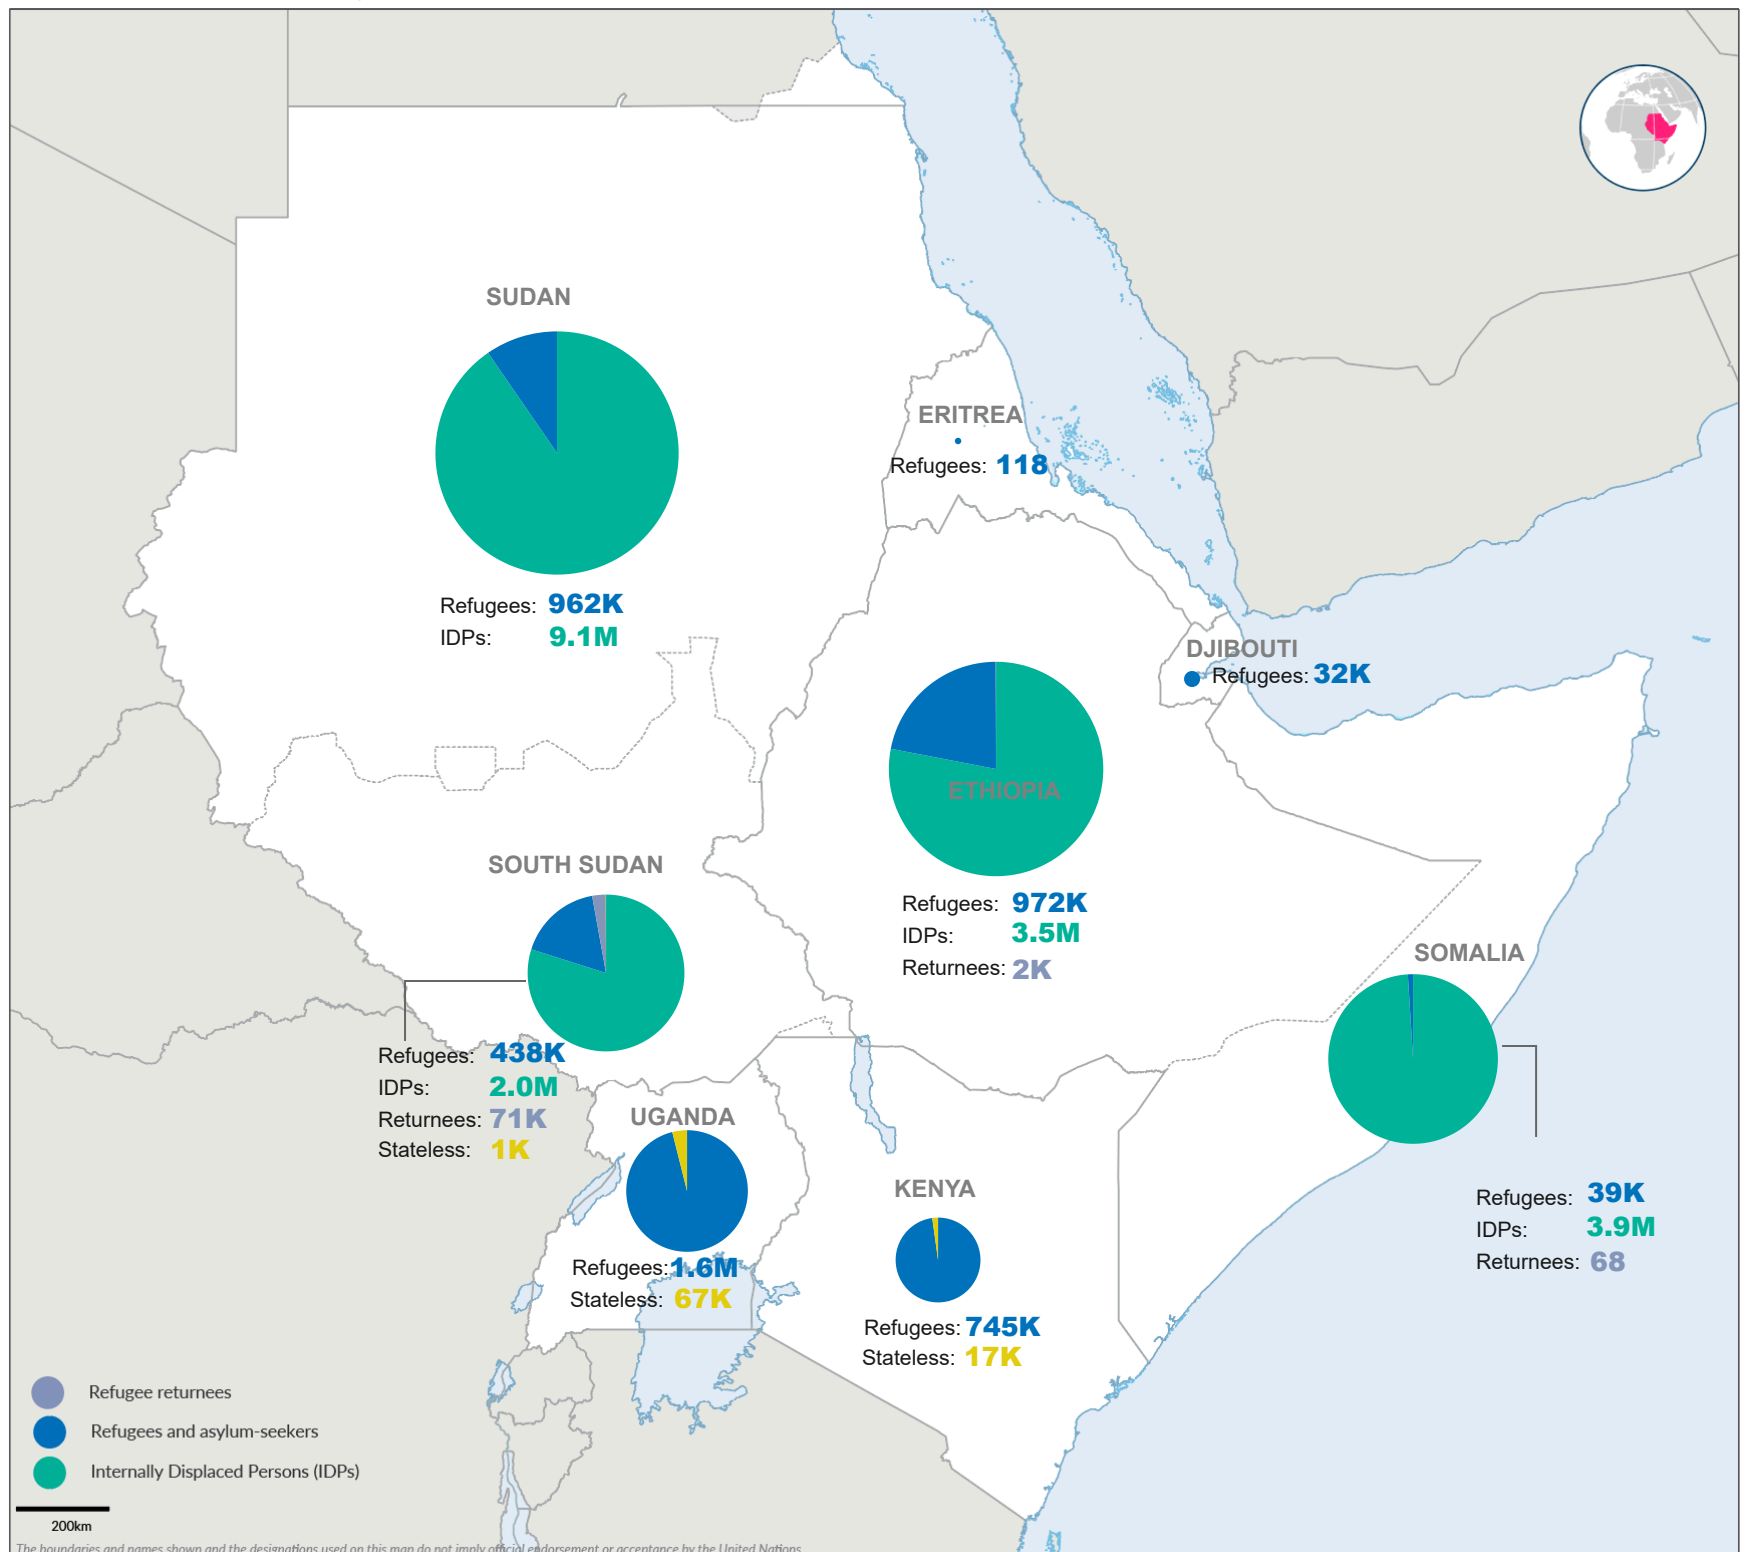 SUDAN
Refugees: 962K
IDPs: 9.1M
ERITREA
Refugees: 118
DJIBOUTI
Refugees: 32K
ETHIOPIA
Refugees: 972K
IDPs: 3.5M
Returnees: 2K
SOUTH SUDAN
Refugees: 438K
IDPs: 2.0M
Returnees: 71K
Stateless: 1K
SOMALIA
Refugees: 39K
IDPs: 3.9M
Returnees: 68
UGANDA
Refugees: 1.6M
Stateless: 67K
KENYA
Refugees: 745K
Stateless: 17K
Refugee returnees
Refugees and asylum-seekers
Internally Displaced Persons (IDPs)
200km
The boundaries and names shown and the designations used on this map do not imply official endorsement or acceptance by the United Nations.